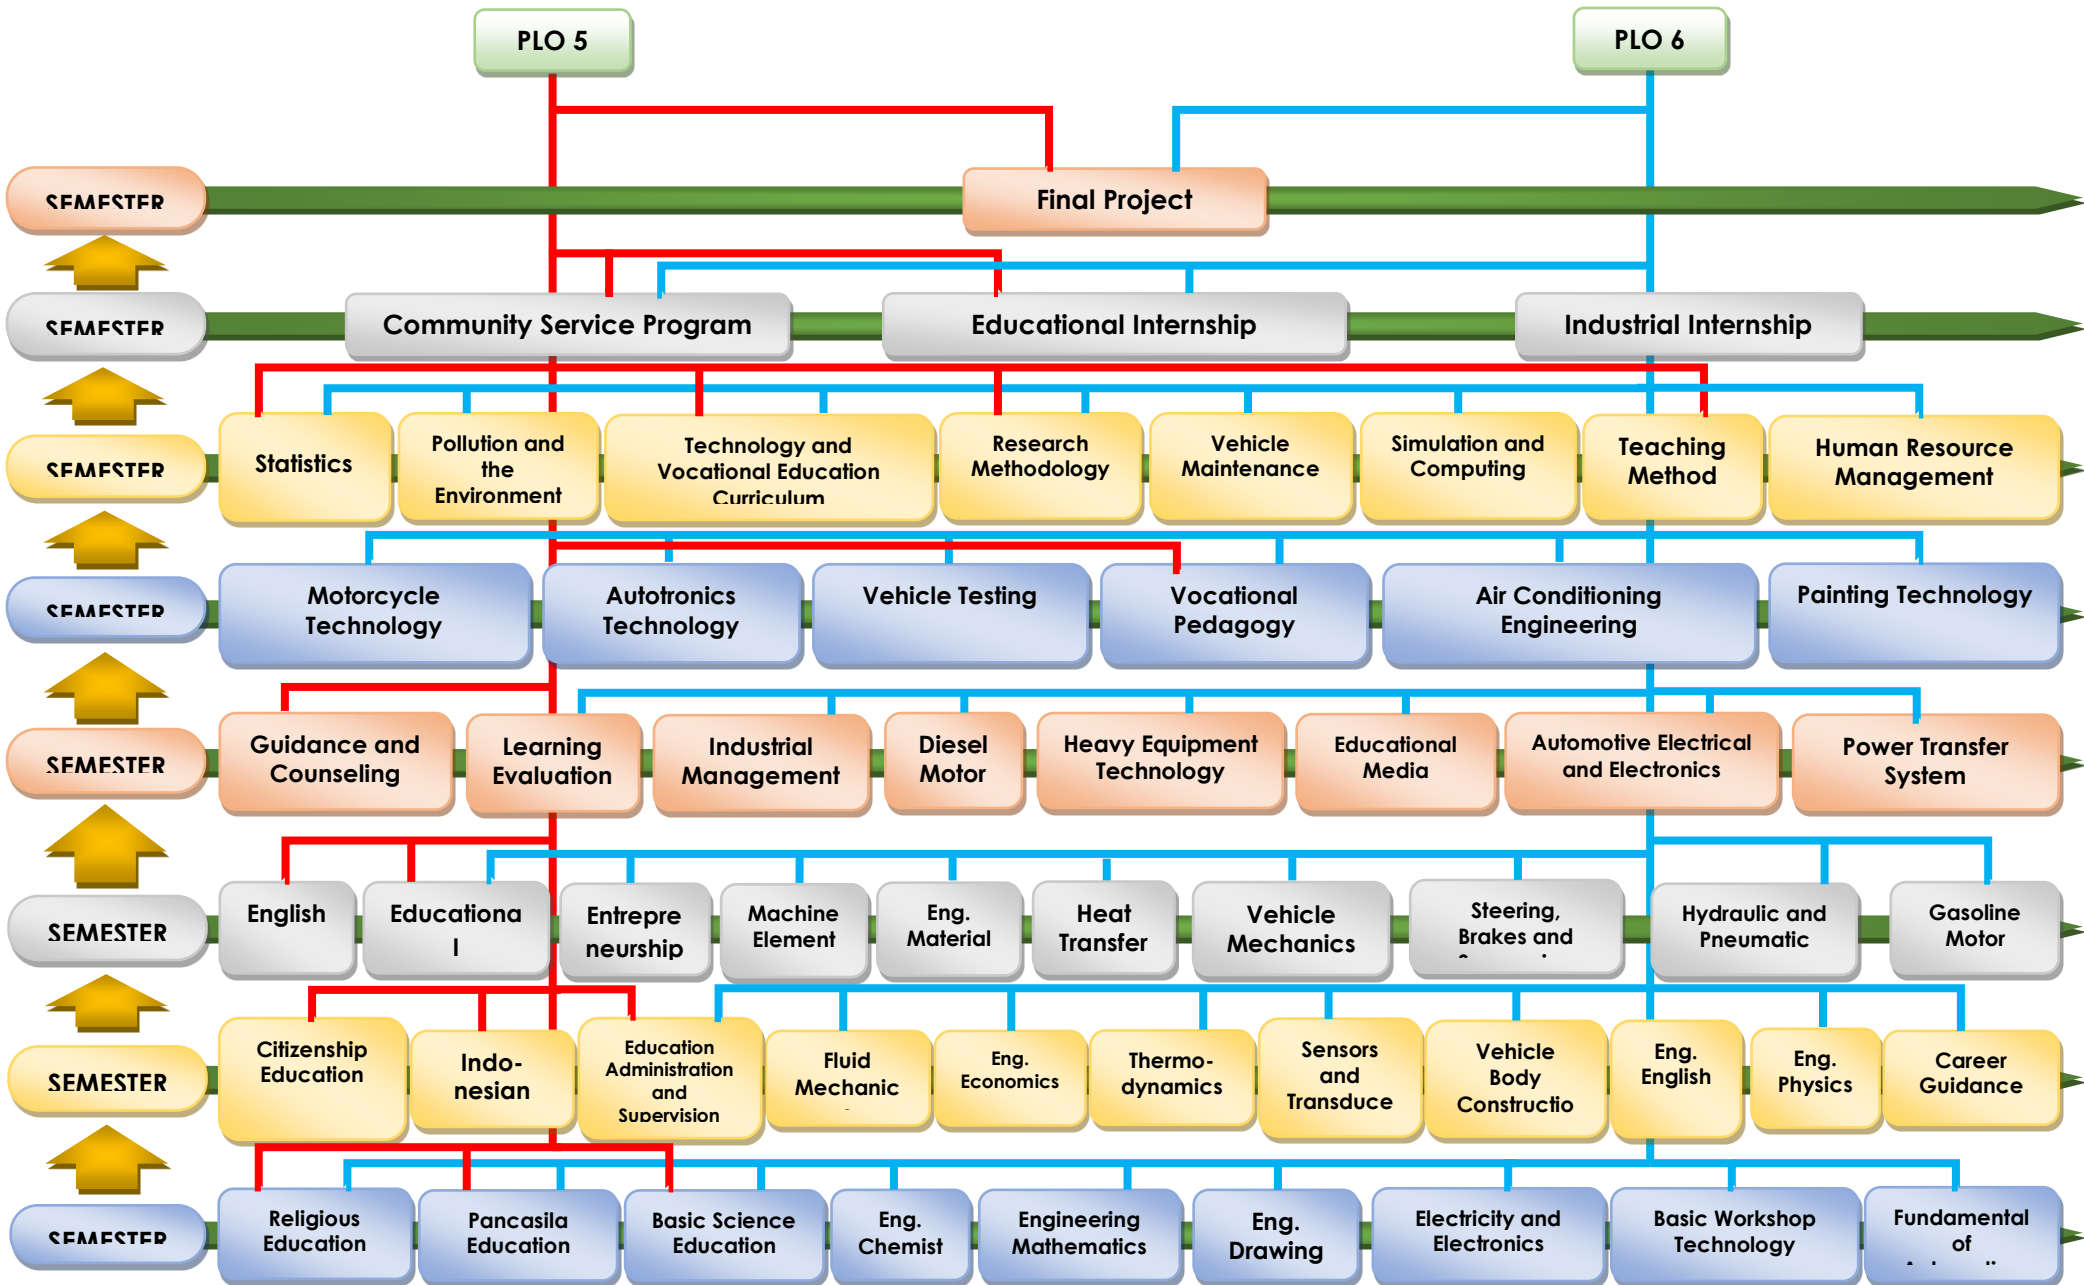 PLO 5
PLO 6
SEMESTER
Final Project
SEMESTER
Community Service Program
Educational Internship
Industrial Internship
SEMESTER
Statistics
Pollution and
the
Environment
Technology and
Vocational Education
Curriculum
Research
Methodology
Vehicle
Maintenance
Simulation and
Computing
Teaching
Method
Human Resource
Management
SEMESTER
Motorcycle
Technology
Autotronics
Technology
Vehicle Testing
Vocational
Pedagogy
Air Conditioning
Engineering
Painting Technology
SEMESTER
Guidance and
Counseling
Learning
Evaluation
Industrial
Management
Diesel
Motor
Heavy Equipment
Technology
Educational
Media
Automotive Electrical
and Electronics
Power Transfer
System
SEMESTER
English
Educationa
l
Entrepre
neurship
Machine
Element
Eng.
Material
Heat
Transfer
Vehicle
Mechanics
Steering,
Brakes and
Hydraulic and
Pneumatic
Gasoline
Motor
SEMESTER
Citizenship
Education
Indo-
nesian
Education
Administration
and
Supervision
Fluid
Mechanic
Eng.
Economics
Thermo-
dynamics
Sensors
and
Transduce
Vehicle
Body
Constructio
Eng.
English
Eng.
Physics
Career
Guidance
SEMESTER
Religious
Education
Pancasila
Education
Basic Science
Education
Eng.
Chemist
Engineering
Mathematics
Eng.
Drawing
Electricity and
Electronics
Basic Workshop
Technology
Fundamental
of